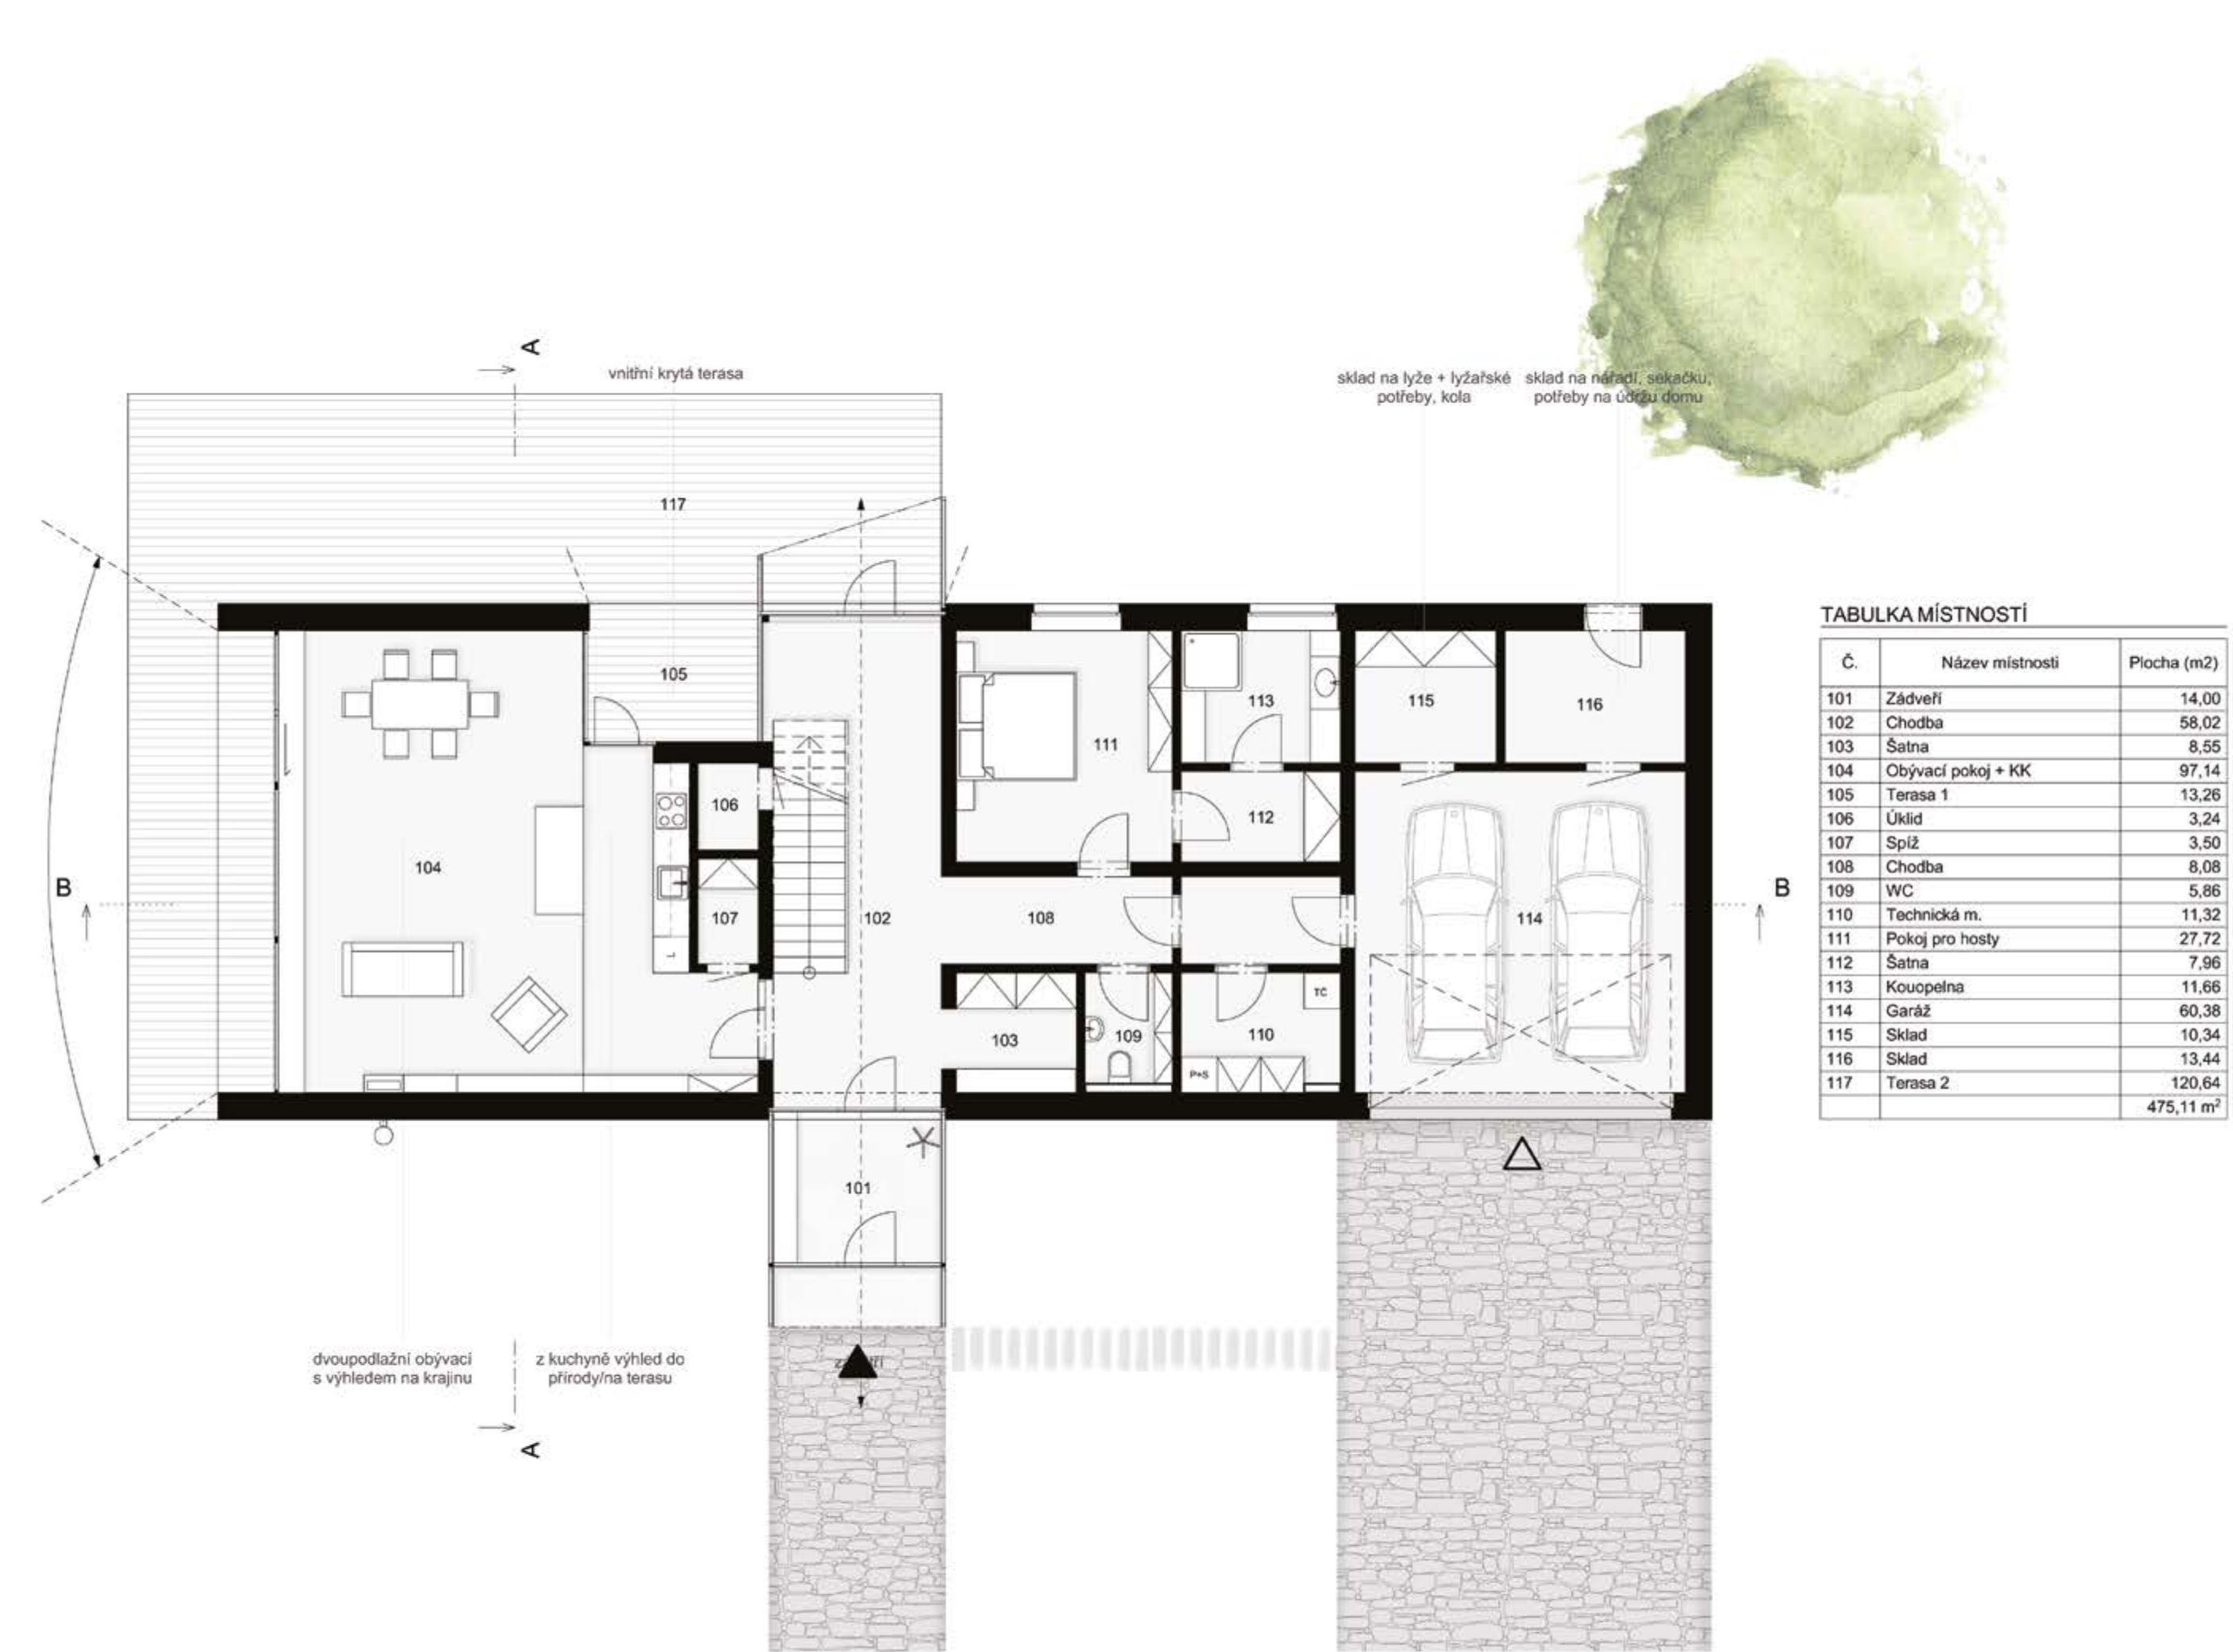 A
vnitřní krytá terasa
sklad na lyže + lyžařské
potřeby, kola
sklad na nářadí, sekačku,
potřeby na údržu domu
117
105
113
115
116
111
106
112
104
B
107
102
108
114
B
TC
103
109
110
P+S
L
101
dvoupodlažní obývací
s výhledem na krajinu
z kuchyně výhled do
přírody/na terasu
A
TABULKA MÍSTNOSTÍ
Č. Název místnosti Plocha (m2)
101 Zádveří 14,00
102 Chodba 58,02
103 Šatna 8,55
104 Obývací pokoj + KK 97,14
105 Terasa 1 13,26
106 Úklid 3,24
107 Spíž 3,50
108 Chodba 8,08
109 WC 5,86
110 Technická m. 11,32
111 Pokoj pro hosty 27,72
112 Šatna 7,96
113 Kouopelna 11,66
114 Garáž 60,38
115 Sklad 10,34
116 Sklad 13,44
117 Terasa 2 120,64
475,11 m²